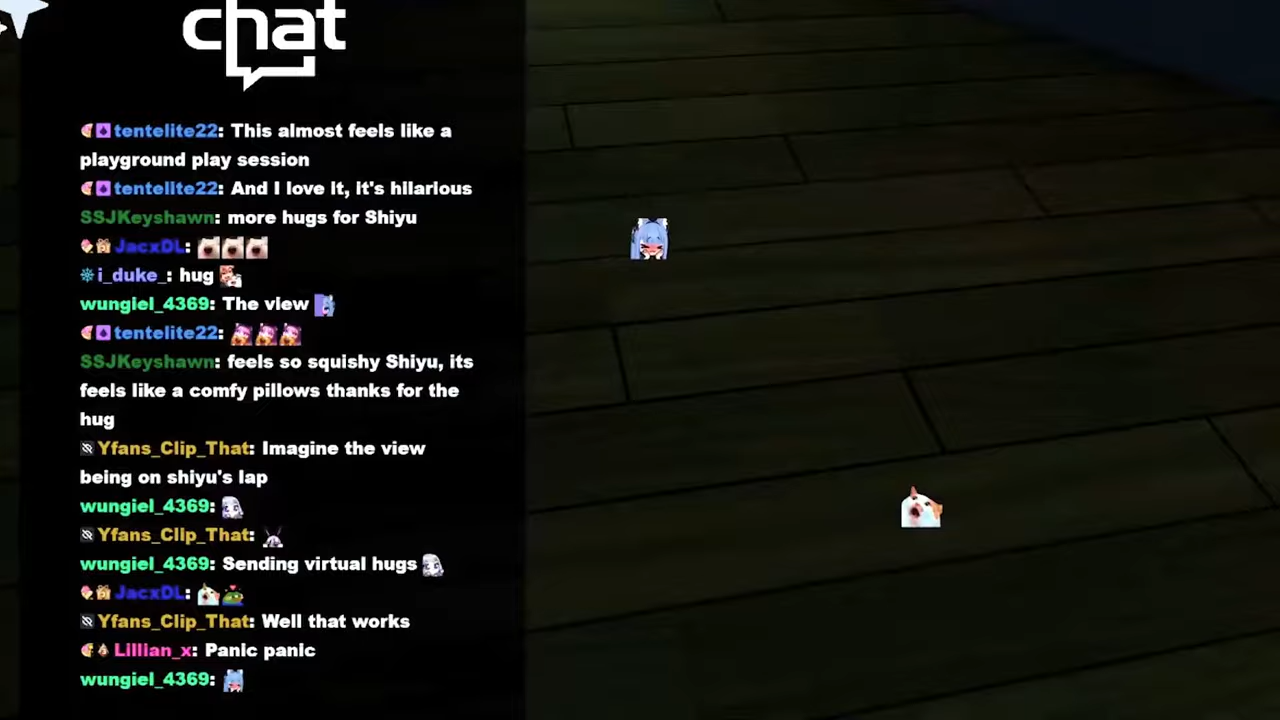 chat
tentelite22: This almost feels like a
playground play session
tentelite22: And I love it, it's hilarious
SSJKeyshawn: more hugs for Shiyu
JacxDL:
i_duke_: hug
wungiel_4369: The view
tentelite22:
SSJKeyshawn: feels so squishy Shiyu, its
feels like a comfy pillows thanks for the
hug
Yfans_Clip_That: Imagine the view
being on shiyu's lap
wungiel_4369:
Yfans_Clip_That:
wungiel_4369: Sending virtual hugs
JacxDL:
Yfans_Clip_That: Well that works
Lillian_x: Panic panic
wungiel_4369: